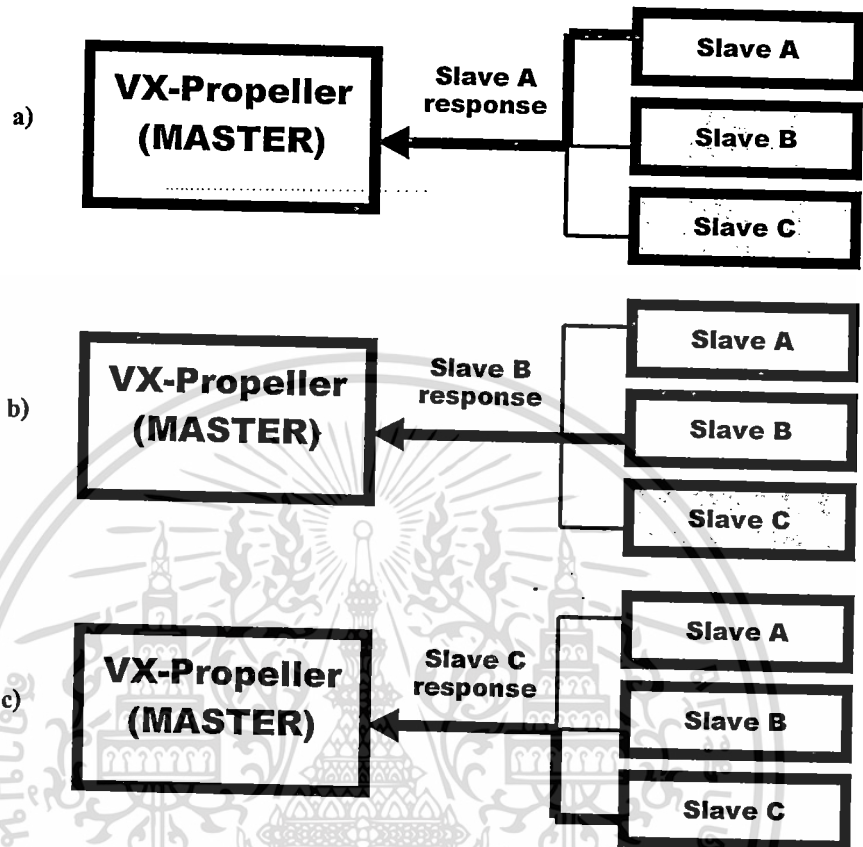 a)
VX-Propeller
(MASTER)
Slave A
response
Slave A
Slave B
Slave C
b)
VX-Propeller
(MASTER)
Slave B
response
Slave A
Slave B
Slave C
c)
VX-Propeller
(MASTER)
Slave C
response
Slave A
Slave B
Slave C